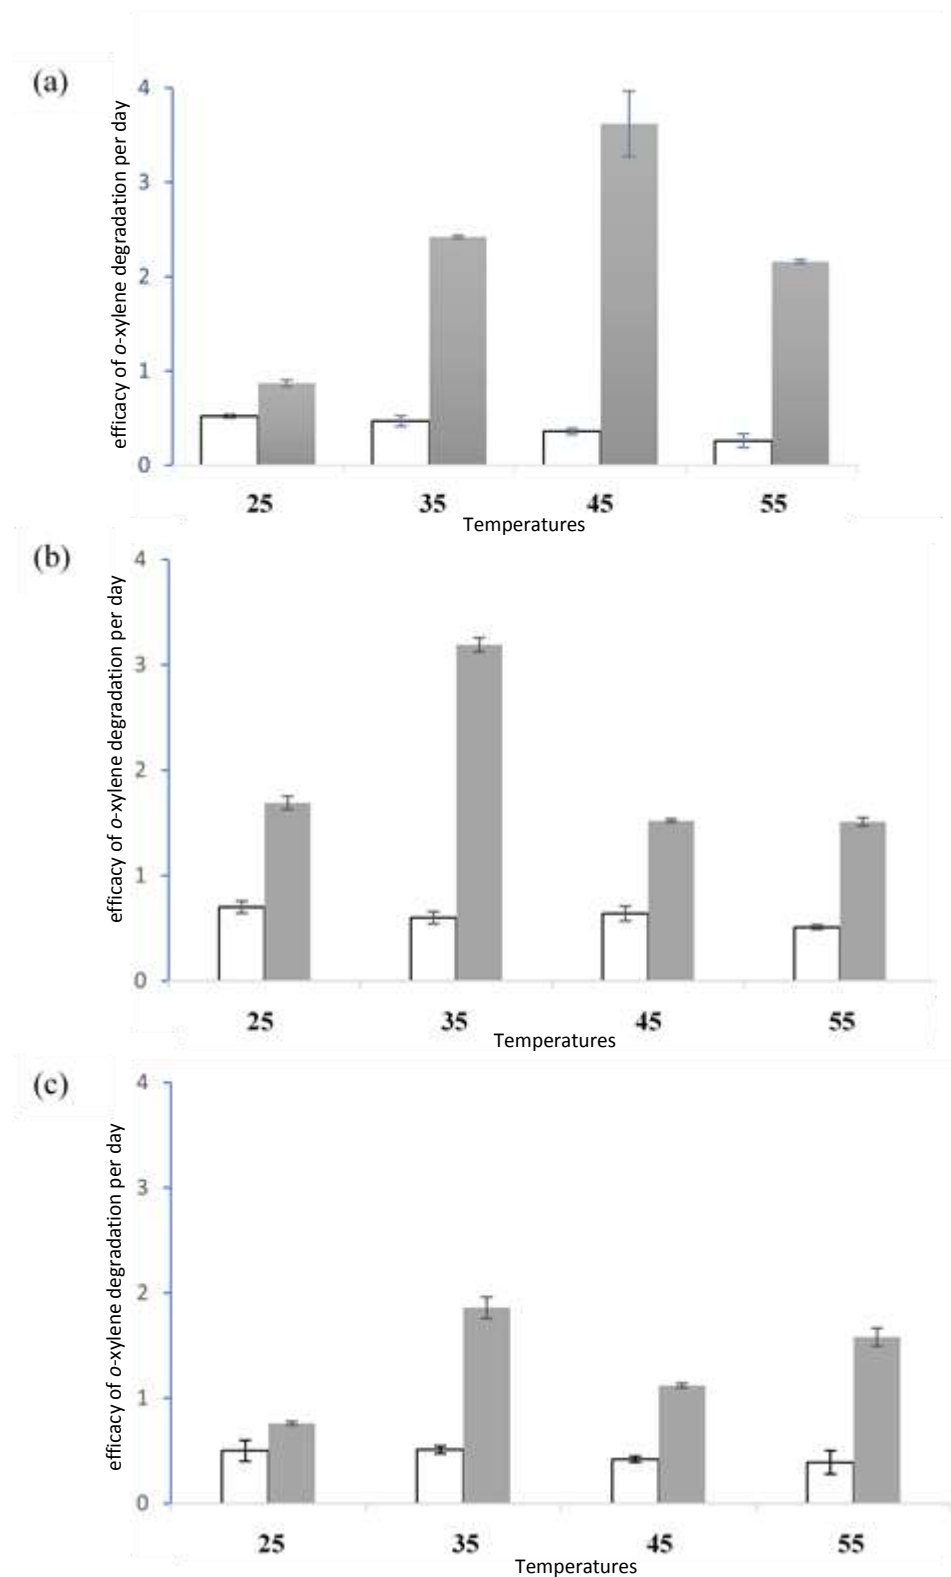 (a)
efficacy of o-xylene degradation per day
4
3
2
1
0
25 35 45 55
Temperatures
(b)
efficacy of o-xylene degradation per day
4
3
2
1
0
25 35 45 55
Temperatures
(c)
efficacy of o-xylene degradation per day
4
3
2
1
0
25 35 45 55
Temperatures